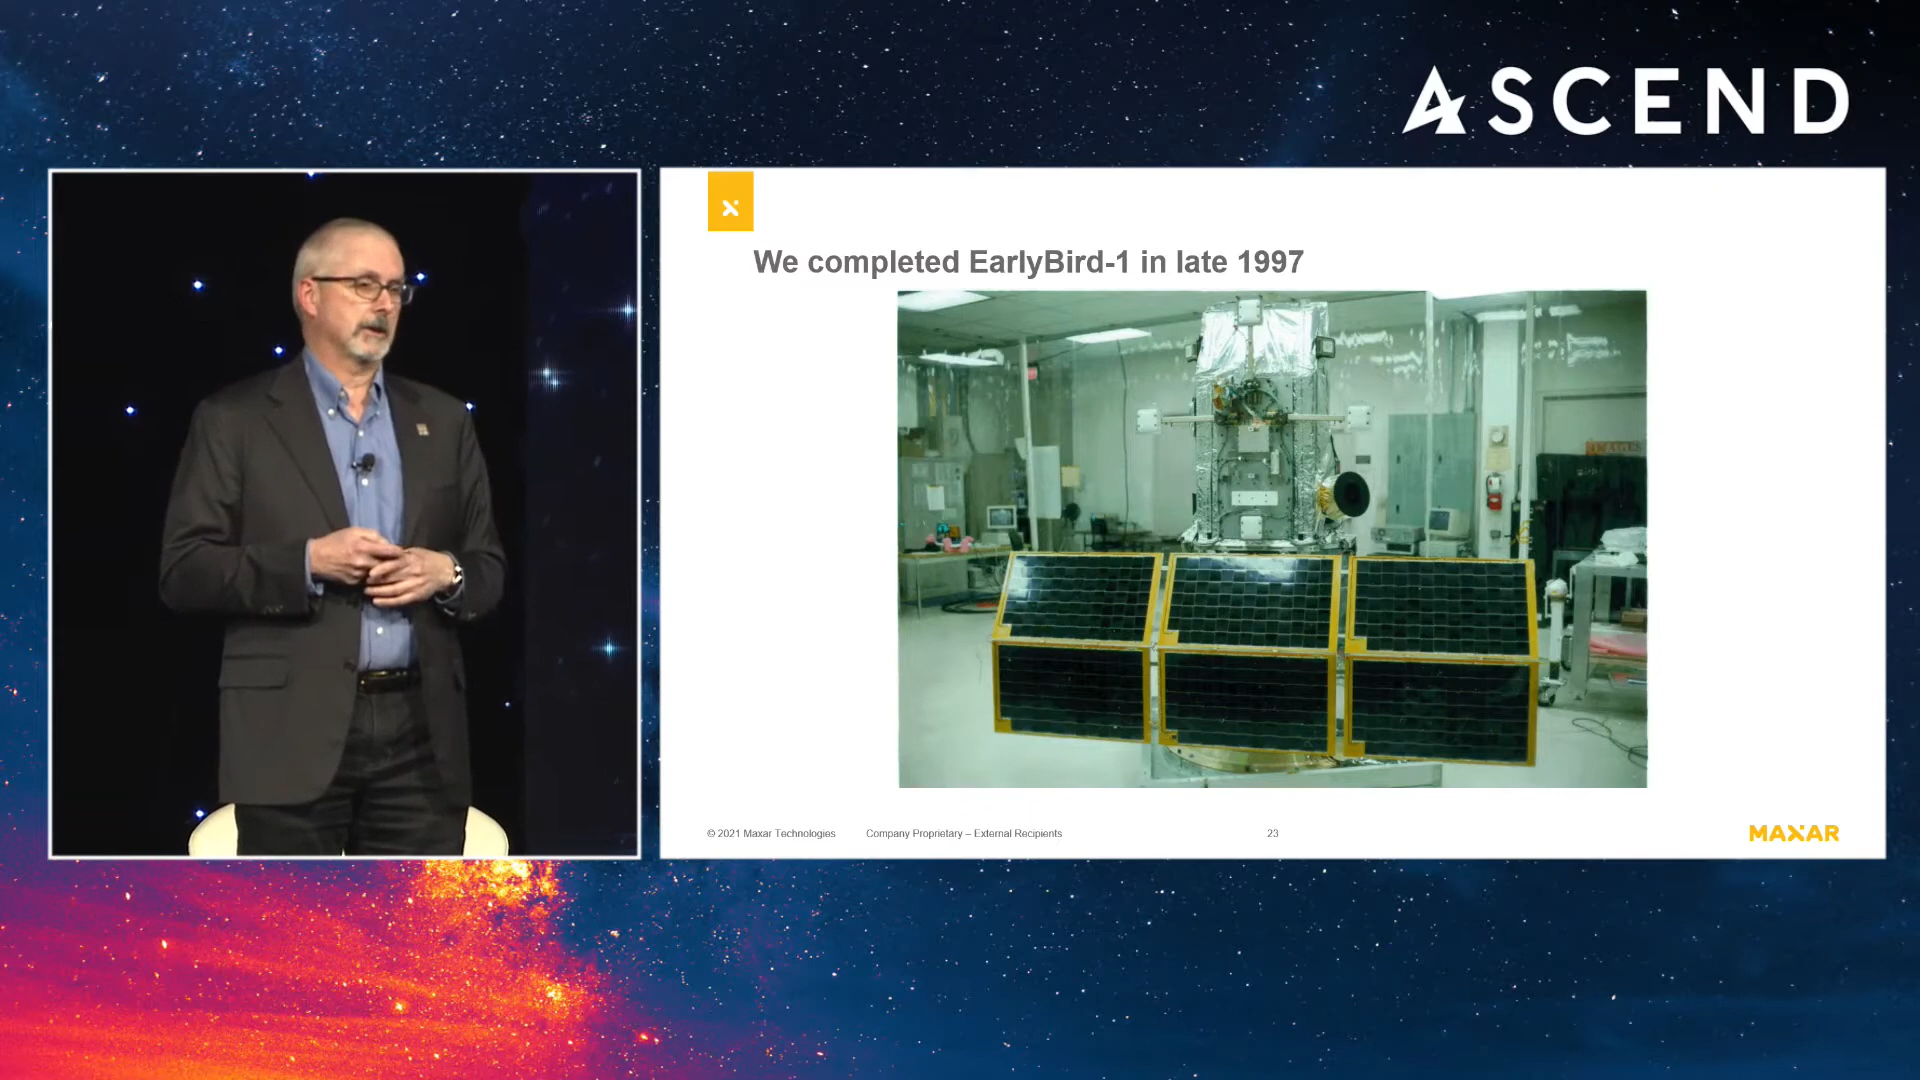 ASCEND
We completed EarlyBird-1 in late 1997
© 2021 Maxar Technologies
Company Proprietary – External Recipients
23
MAXAR